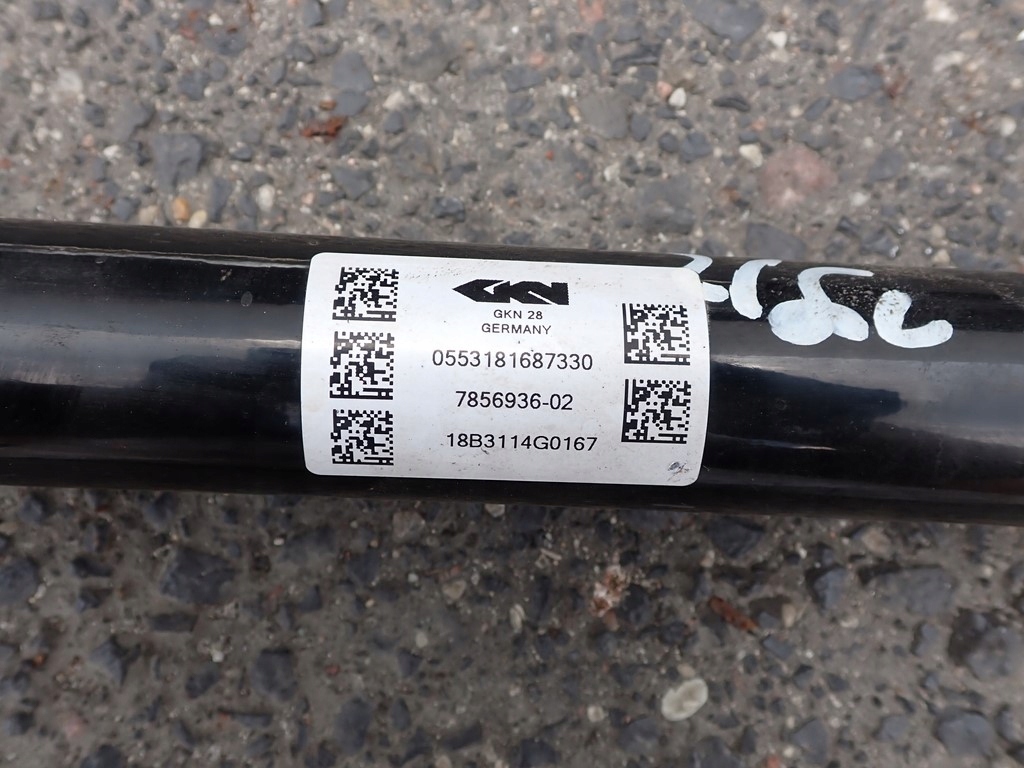 GKN
GKN 28
GERMANY
0553181687330
7856936-02
18B3114G0167